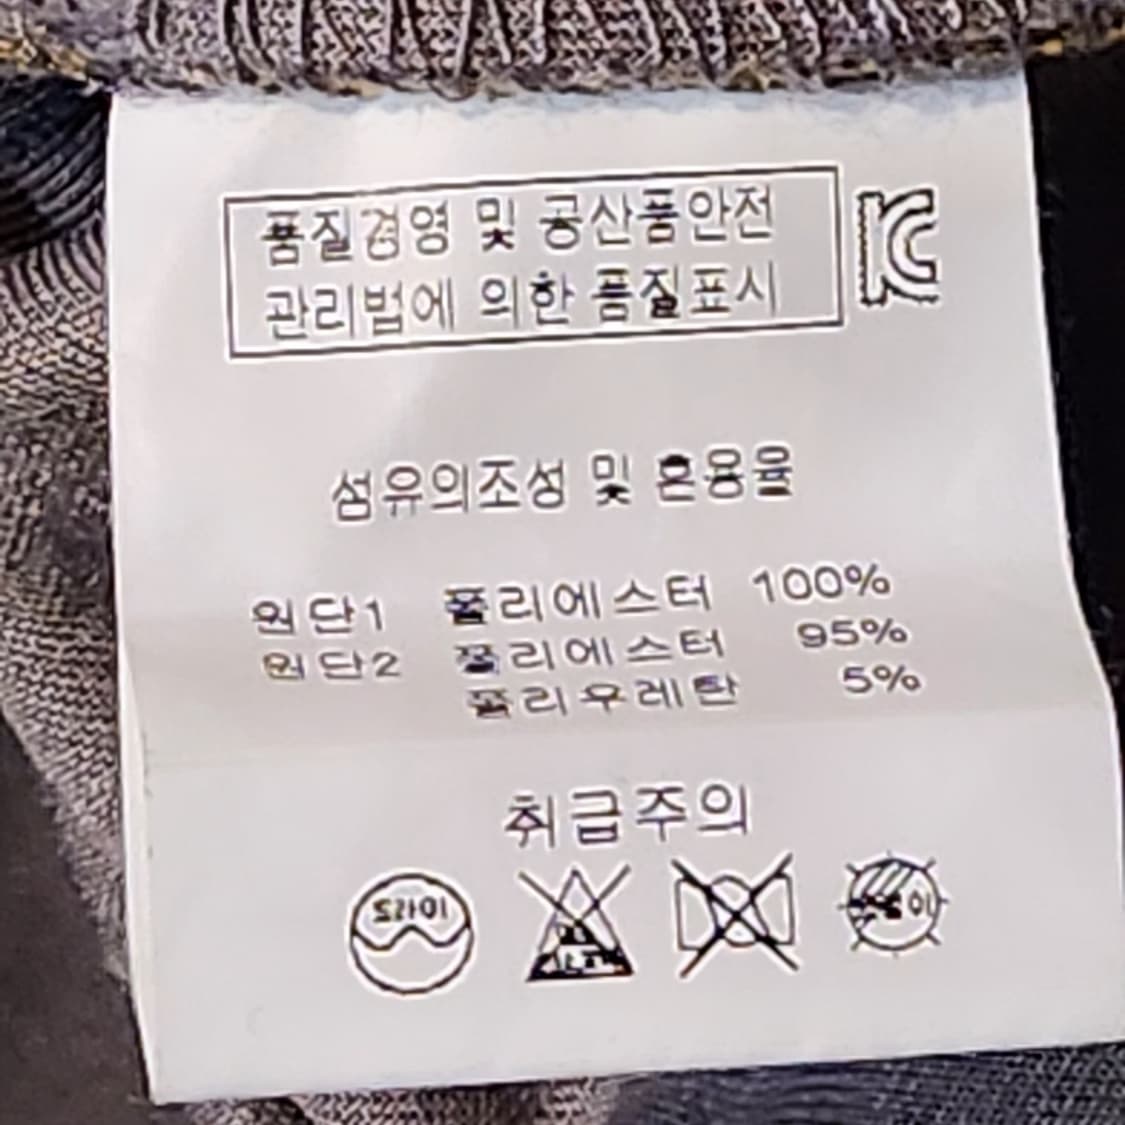 품질경영 및 공산품안전
관리법에 의한 품질표시
섬유의조성 및 혼용율
원단1 폴리에스터 100%
원단2 폴리에스터 95%
폴리우레탄 5%
취급주의
드라이